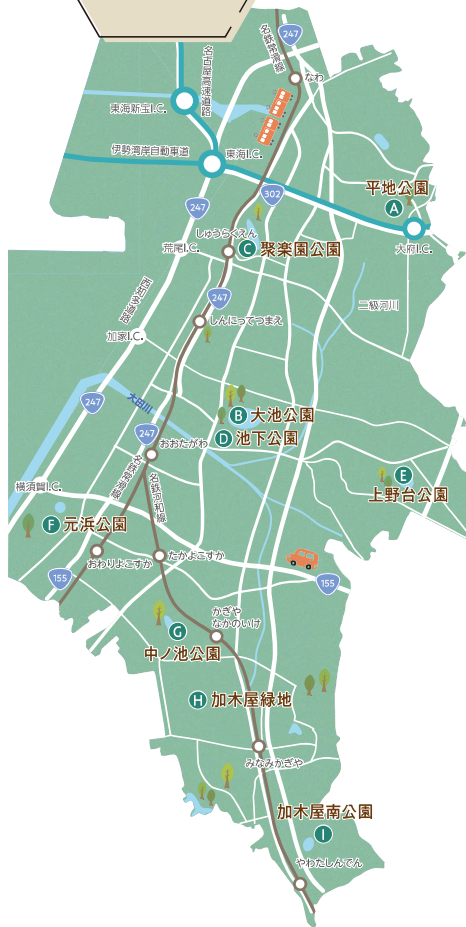 247
なわ
名古屋高速道路
東海新宝I.C.
伊勢湾岸自動車道
東海I.C.
302
平地公園
A
247
大府I.C.
しゅうらくえん
荒尾I.C.
C 聚楽園公園
西知多道路
247
二級河川
しんにってつまえ
加家I.C.
247
大田川
B 大池公園
247
D 池下公園
おおたがわ
名鉄常滑線
名鉄河和線
横須賀I.C.
E
上野台公園
F 元浜公園
おわりよこすか
たかよこすか
155
155
かぎや
なかのいけ
G
中ノ池公園
H 加木屋緑地
みなみかぎや
加木屋南公園
I
やわたしんでん
名鉄常滑線